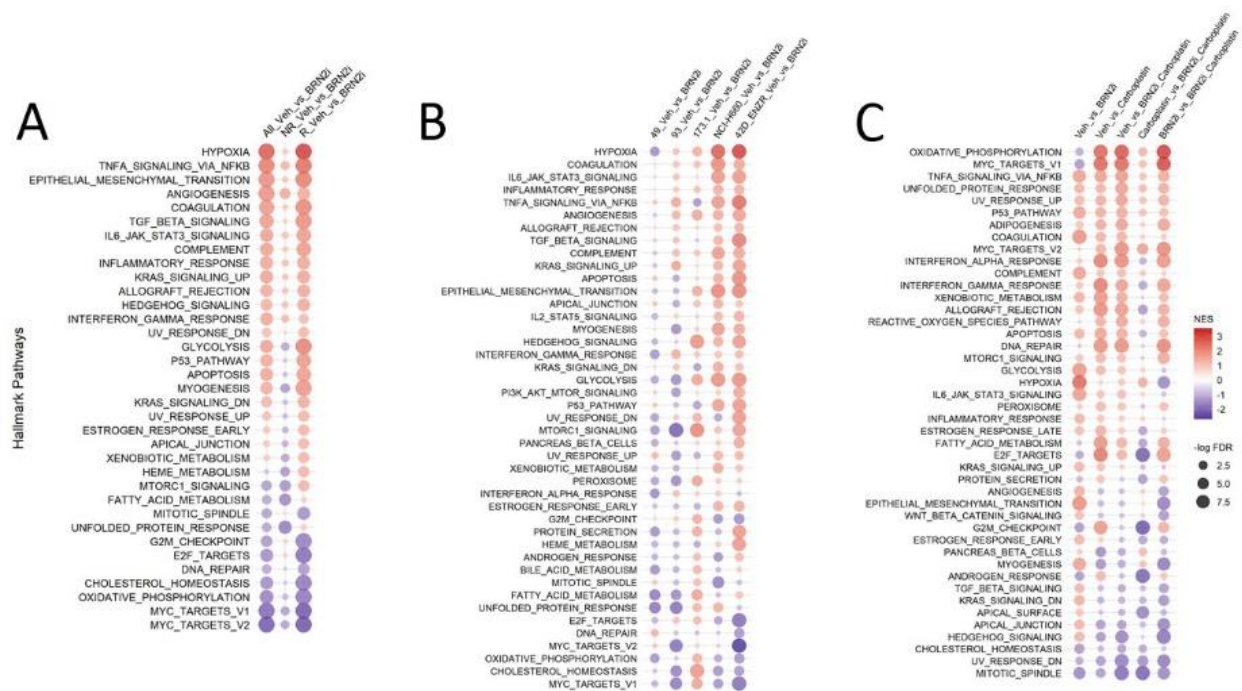 A
All_Veh_vs_BRN2i
NR_Veh_vs_BRN2i
R_Veh_vs_BRN2i
Hallmark Pathways
HYPOXIA
TNFA_SIGNALING_VIA_NFKB
EPITHELIAL_MESENCHYMAL_TRANSITION
ANGIOGENESIS
COAGULATION
TGF_BETA_SIGNALING
IL6_JAK_STAT3_SIGNALING
COMPLEMENT
INFLAMMATORY_RESPONSE
KRAS_SIGNALING_UP
ALLOGRAFT_REJECTION
HEDGEHOG_SIGNALING
INTERFERON_GAMMA_RESPONSE
UV_RESPONSE_DN
GLYCOLYSIS
P53_PATHWAY
APOPTOSIS
MYOGENESIS
KRAS_SIGNALING_DN
UV_RESPONSE_UP
ESTROGEN_RESPONSE_EARLY
APICAL_JUNCTION
XENOBIOTIC_METABOLISM
HEME_METABOLISM
MTORC1_SIGNALING
FATTY_ACID_METABOLISM
MITOTIC_SPINDLE
UNFOLDED_PROTEIN_RESPONSE
G2M_CHECKPOINT
E2F_TARGETS
DNA_REPAIR
CHOLESTEROL_HOMEOSTASIS
OXIDATIVE_PHOSPHORYLATION
MYC_TARGETS_V1
MYC_TARGETS_V2
B
49_Veh_vs_BRN2i
93_Veh_vs_BRN2i
173.1_Veh_vs_BRN2i
NCI-H660_Veh_vs_BRN2i
42D_ENZR_Veh_vs_BRN2i
HYPOXIA
COAGULATION
IL6_JAK_STAT3_SIGNALING
INFLAMMATORY_RESPONSE
TNFA_SIGNALING_VIA_NFKB
ANGIOGENESIS
ALLOGRAFT_REJECTION
TGF_BETA_SIGNALING
COMPLEMENT
KRAS_SIGNALING_UP
APOPTOSIS
EPITHELIAL_MESENCHYMAL_TRANSITION
APICAL_JUNCTION
IL2_STAT5_SIGNALING
MYOGENESIS
HEDGEHOG_SIGNALING
INTERFERON_GAMMA_RESPONSE
KRAS_SIGNALING_DN
GLYCOLYSIS
PI3K_AKT_MTOR_SIGNALING
P53_PATHWAY
UV_RESPONSE_DN
MTORC1_SIGNALING
PANCREAS_BETA_CELLS
UV_RESPONSE_UP
XENOBIOTIC_METABOLISM
PEROXISOME
INTERFERON_ALPHA_RESPONSE
ESTROGEN_RESPONSE_EARLY
G2M_CHECKPOINT
PROTEIN_SECRETION
HEME_METABOLISM
ANDROGEN_RESPONSE
BILE_ACID_METABOLISM
MITOTIC_SPINDLE
FATTY_ACID_METABOLISM
UNFOLDED_PROTEIN_RESPONSE
E2F_TARGETS
DNA_REPAIR
MYC_TARGETS_V2
OXIDATIVE_PHOSPHORYLATION
CHOLESTEROL_HOMEOSTASIS
MYC_TARGETS_V1
C
Veh_vs_BRN2i
Veh_vs_Carboplatin
Veh_vs_BRN2i_Carboplatin
Carboplatin_vs_BRN2i_Carboplatin
BRN2i_vs_BRN2i_Carboplatin
OXIDATIVE_PHOSPHORYLATION
MYC_TARGETS_V1
TNFA_SIGNALING_VIA_NFKB
UNFOLDED_PROTEIN_RESPONSE
UV_RESPONSE_UP
P53_PATHWAY
ADIPOGENESIS
COAGULATION
MYC_TARGETS_V2
INTERFERON_ALPHA_RESPONSE
COMPLEMENT
INTERFERON_GAMMA_RESPONSE
XENOBIOTIC_METABOLISM
ALLOGRAFT_REJECTION
REACTIVE_OXYGEN_SPECIES_PATHWAY
APOPTOSIS
DNA_REPAIR
MTORC1_SIGNALING
GLYCOLYSIS
HYPOXIA
IL6_JAK_STAT3_SIGNALING
PEROXISOME
INFLAMMATORY_RESPONSE
ESTROGEN_RESPONSE_LATE
FATTY_ACID_METABOLISM
E2F_TARGETS
KRAS_SIGNALING_UP
PROTEIN_SECRETION
ANGIOGENESIS
EPITHELIAL_MESENCHYMAL_TRANSITION
WNT_BETA_CATENIN_SIGNALING
G2M_CHECKPOINT
ESTROGEN_RESPONSE_EARLY
PANCREAS_BETA_CELLS
MYOGENESIS
ANDROGEN_RESPONSE
TGF_BETA_SIGNALING
KRAS_SIGNALING_DN
APICAL_SURFACE
APICAL_JUNCTION
HEDGEHOG_SIGNALING
CHOLESTEROL_HOMEOSTASIS
UV_RESPONSE_DN
MITOTIC_SPINDLE
NES
3
2
1
0
-1
-2
-log FDR
2.5
5.0
7.5